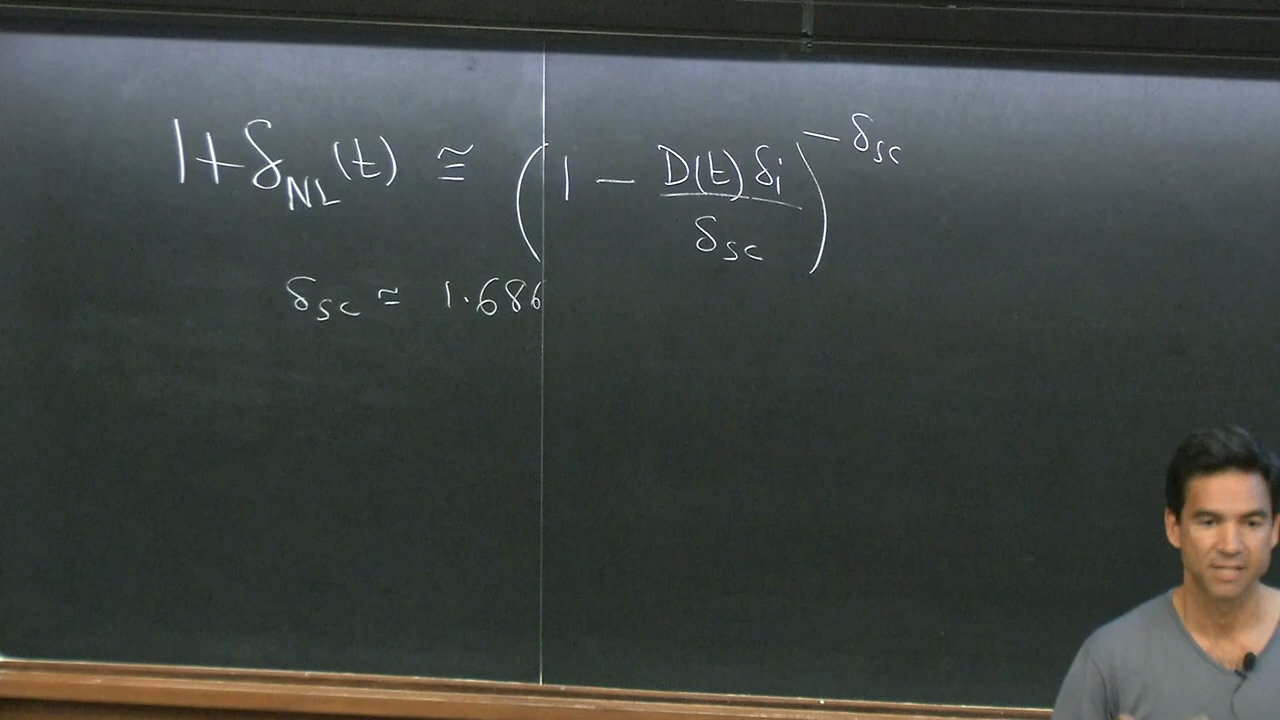 1+δ_NL(t) ≅ (1 − D(t)δ_i / δ_sc)^(−δ_sc)
δ_sc ≃ 1.686